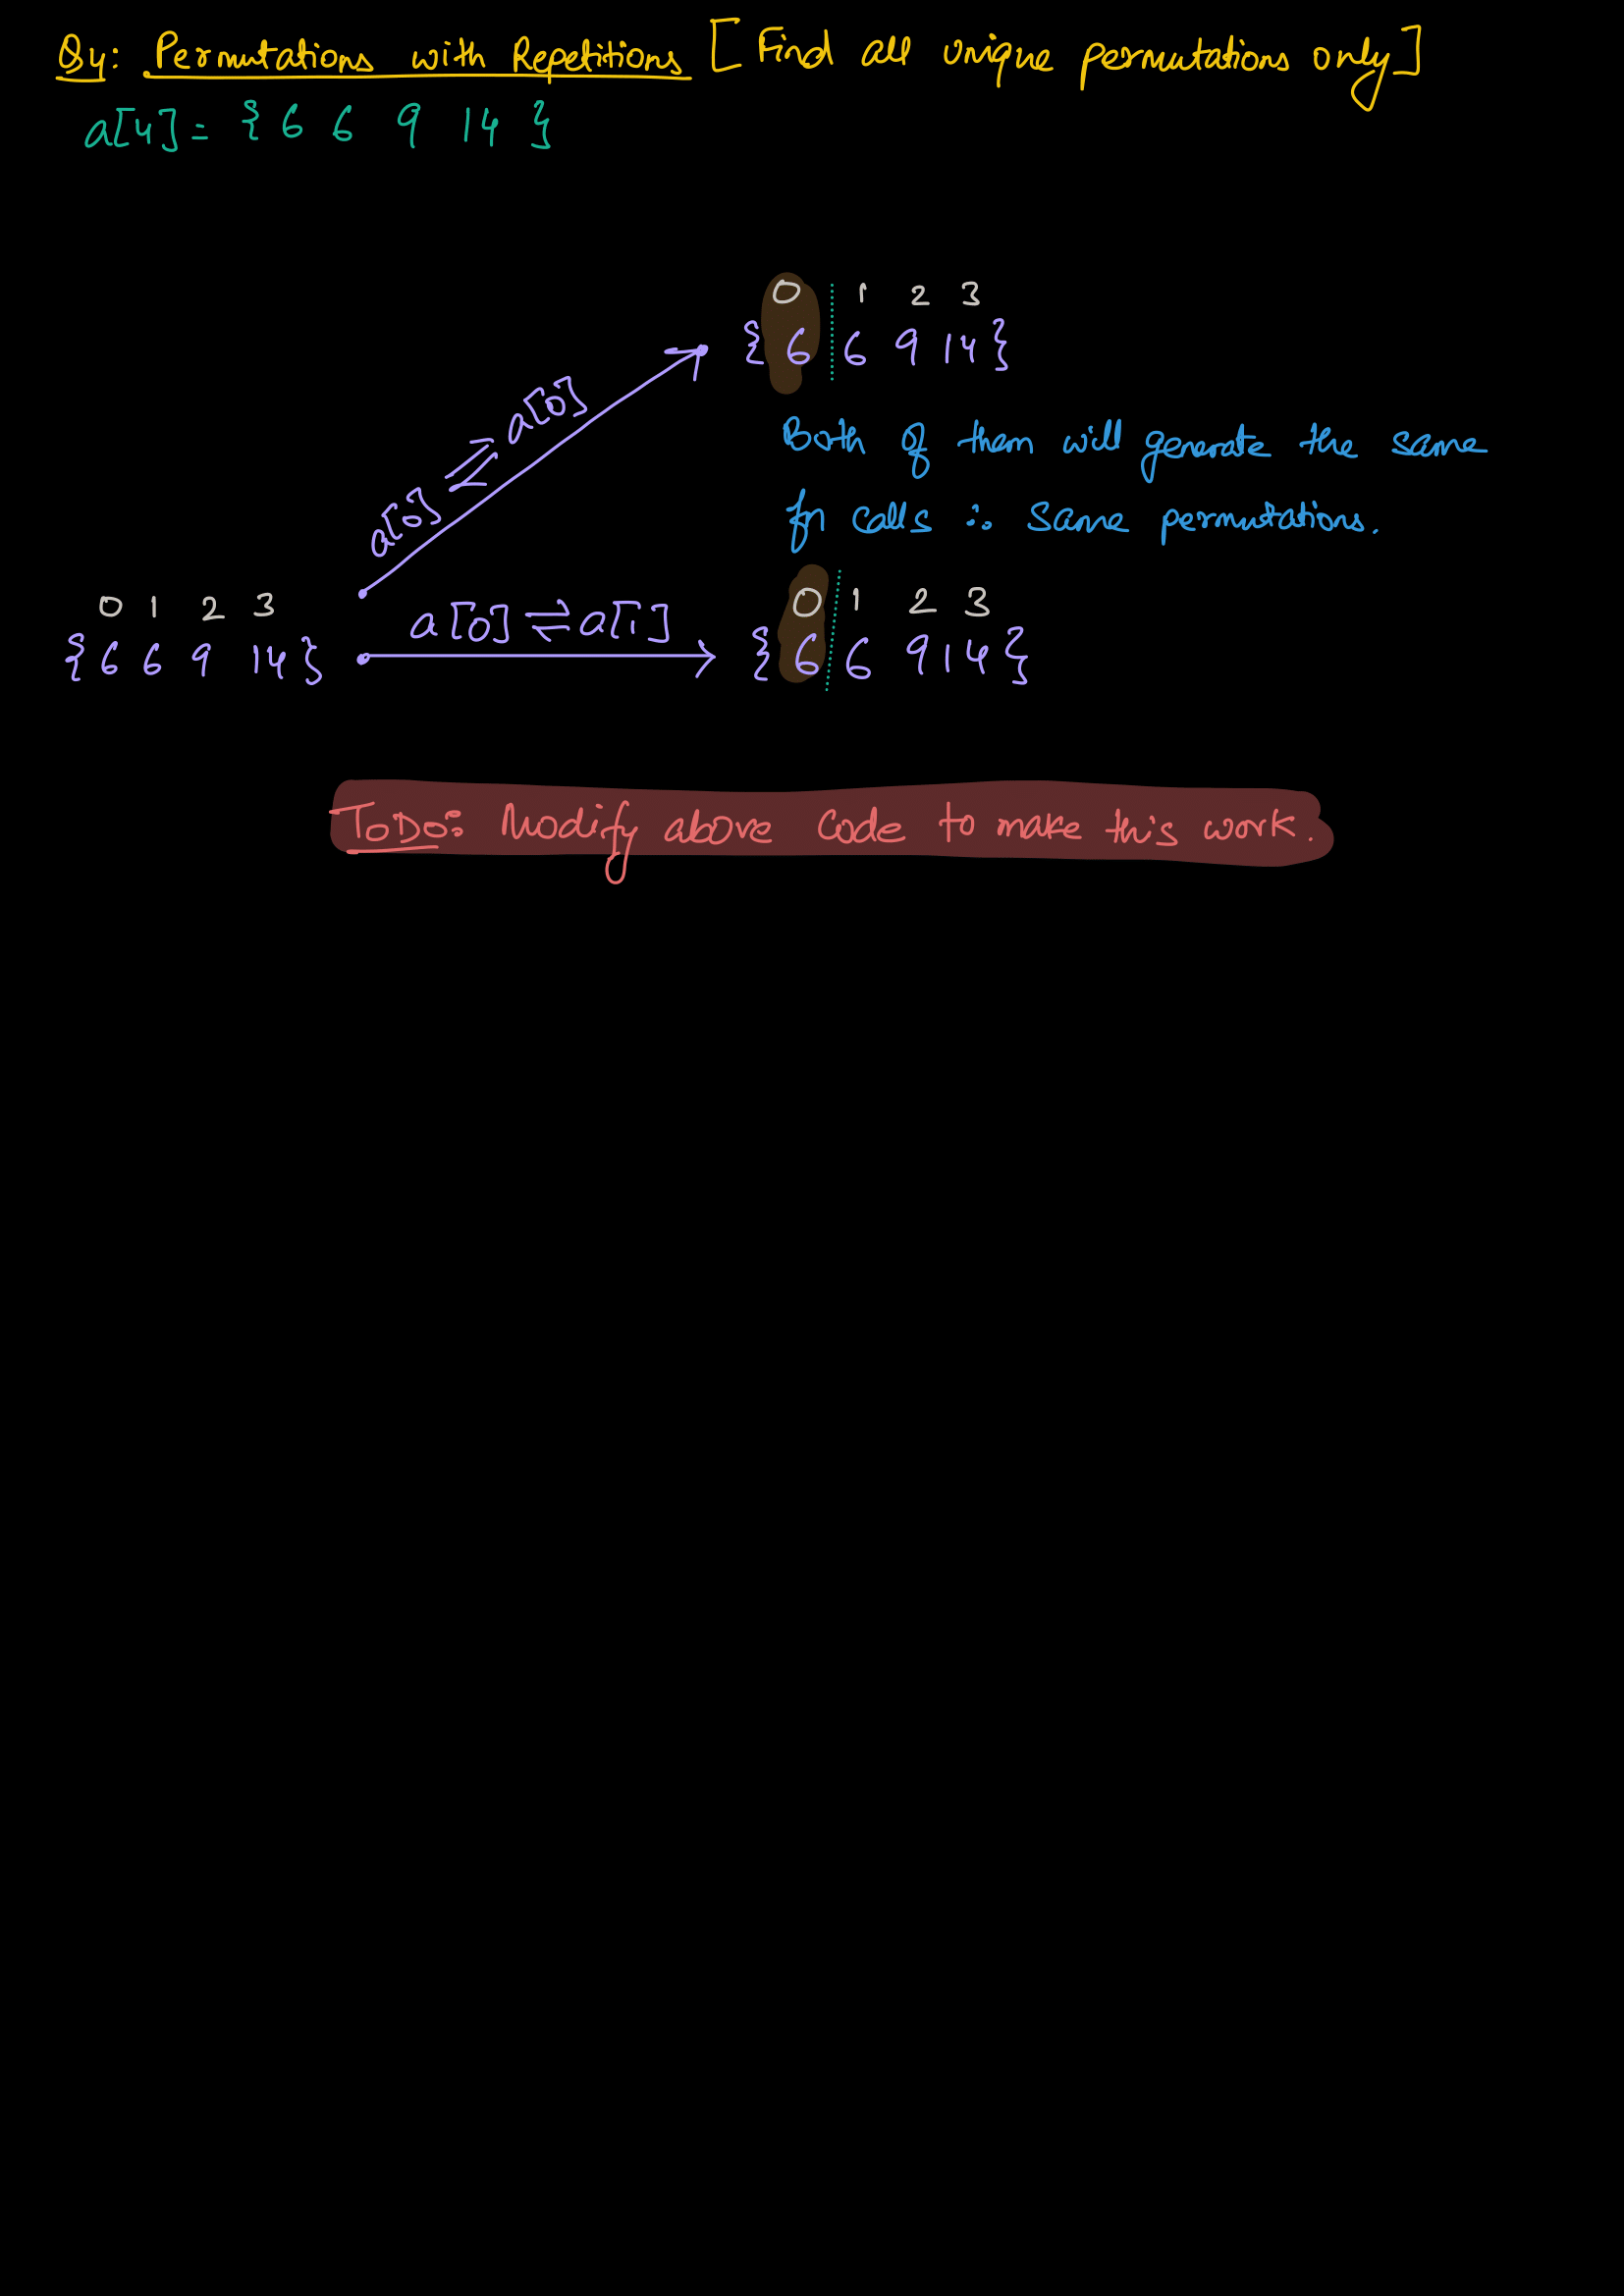 Q4: Permutations with Repetitions [Find all unique permutations only]
a[4] = { 6 6 9 14 }
0 1 2 3
{ 6 6 9 14 }
a[0] ⇌ a[0]
Both of them will generate the same
fn calls ∴ same permutations.
0 1 2 3
{ 6 6 9 14 }
a[0] ⇌ a[1]
0 1 2 3
{ 6 6 9 14 }
ToDo: Modify above code to make this work.